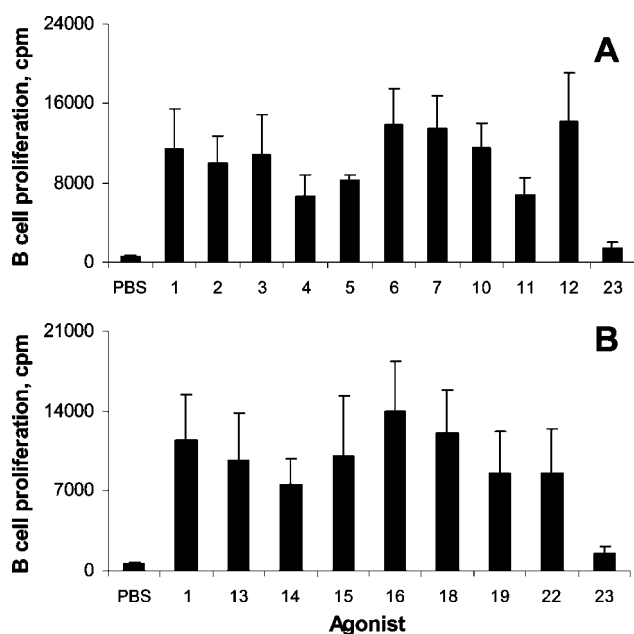 A
B cell proliferation, cpm
24000
16000
8000
0
PBS 1 2 3 4 5 6 7 10 11 12 23
B
B cell proliferation, cpm
21000
14000
7000
0
PBS 1 13 14 15 16 18 19 22 23
Agonist